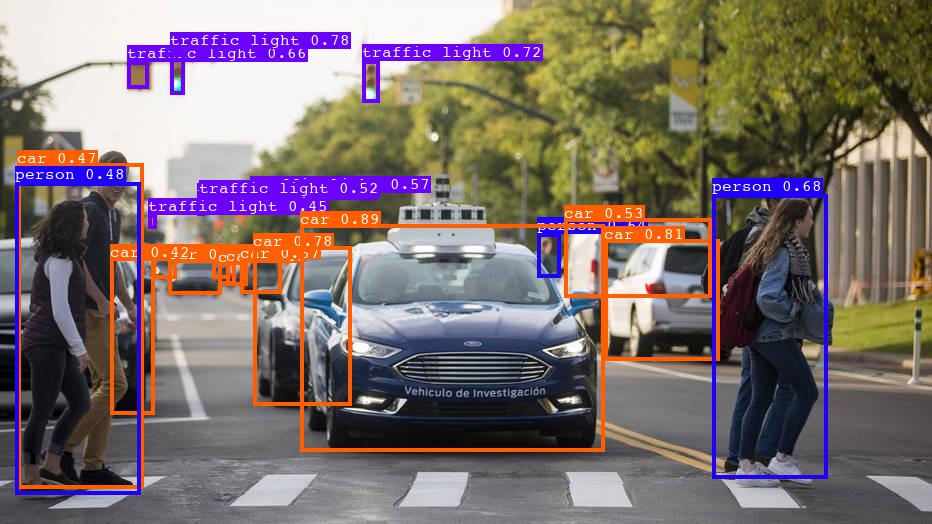 traffic light 0.78
traffic light 0.66
traffic light 0.72
car 0.47
person 0.48
traffic light 0.52
0.57
traffic light 0.45
person 0.68
car 0.53
car 0.89
car 0.81
car 0.78
car 0.42
Ford
Vehículo de Investigación